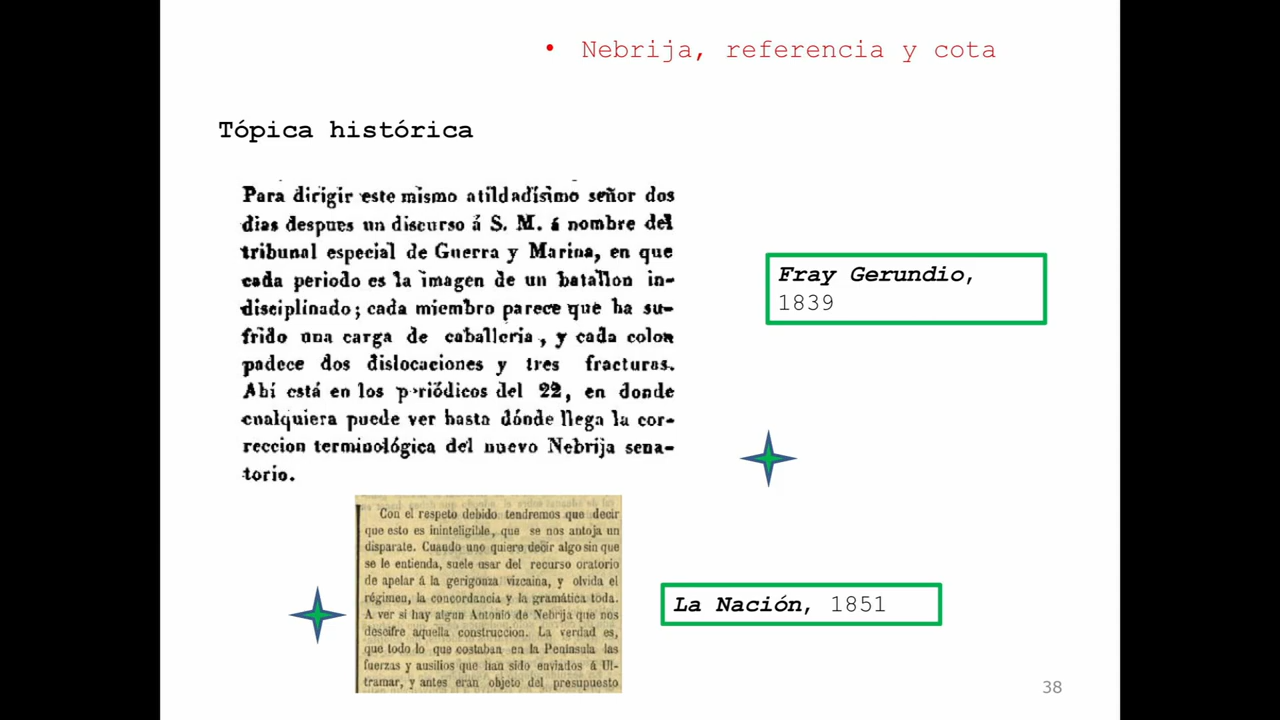 • Nebrija, referencia y cota
Tópica histórica
Para dirigir este mismo atildadísimo señor dos
dias despues un discurso á S. M. á nombre del
tribunal especial de Guerra y Marina, en que
cada periodo es la imagen de un batallon in-
disciplinado; cada miembro parece que ha su-
frido una carga de caballeria, y cada colon
padece dos dislocaciones y tres fracturas.
Ahí está en los periódicos del 22, en donde
cualquiera puede ver hasta dónde llega la cor-
reccion terminológica del nuevo Nebrija sena-
torio.
Fray Gerundio,
1839
Con el respeto debido tendremos que decir
que esto es ininteligible, que se nos antoja un
disparate. Cuando uno quiere decir algo sin que
se le entienda, suele usar del recurso oratorio
de apelar á la gerigonza vizcaina, y olvida el
régimen, la concordancia y la gramática toda.
A ver si hay algun Antonio de Nebrija que nos
descifre aquella construccion. La verdad es,
que todo lo que costaban en la Península las
fuerzas y ausilios que han sido enviados á Ul-
tramar, y antes eran objeto del presupuesto
La Nación, 1851
38